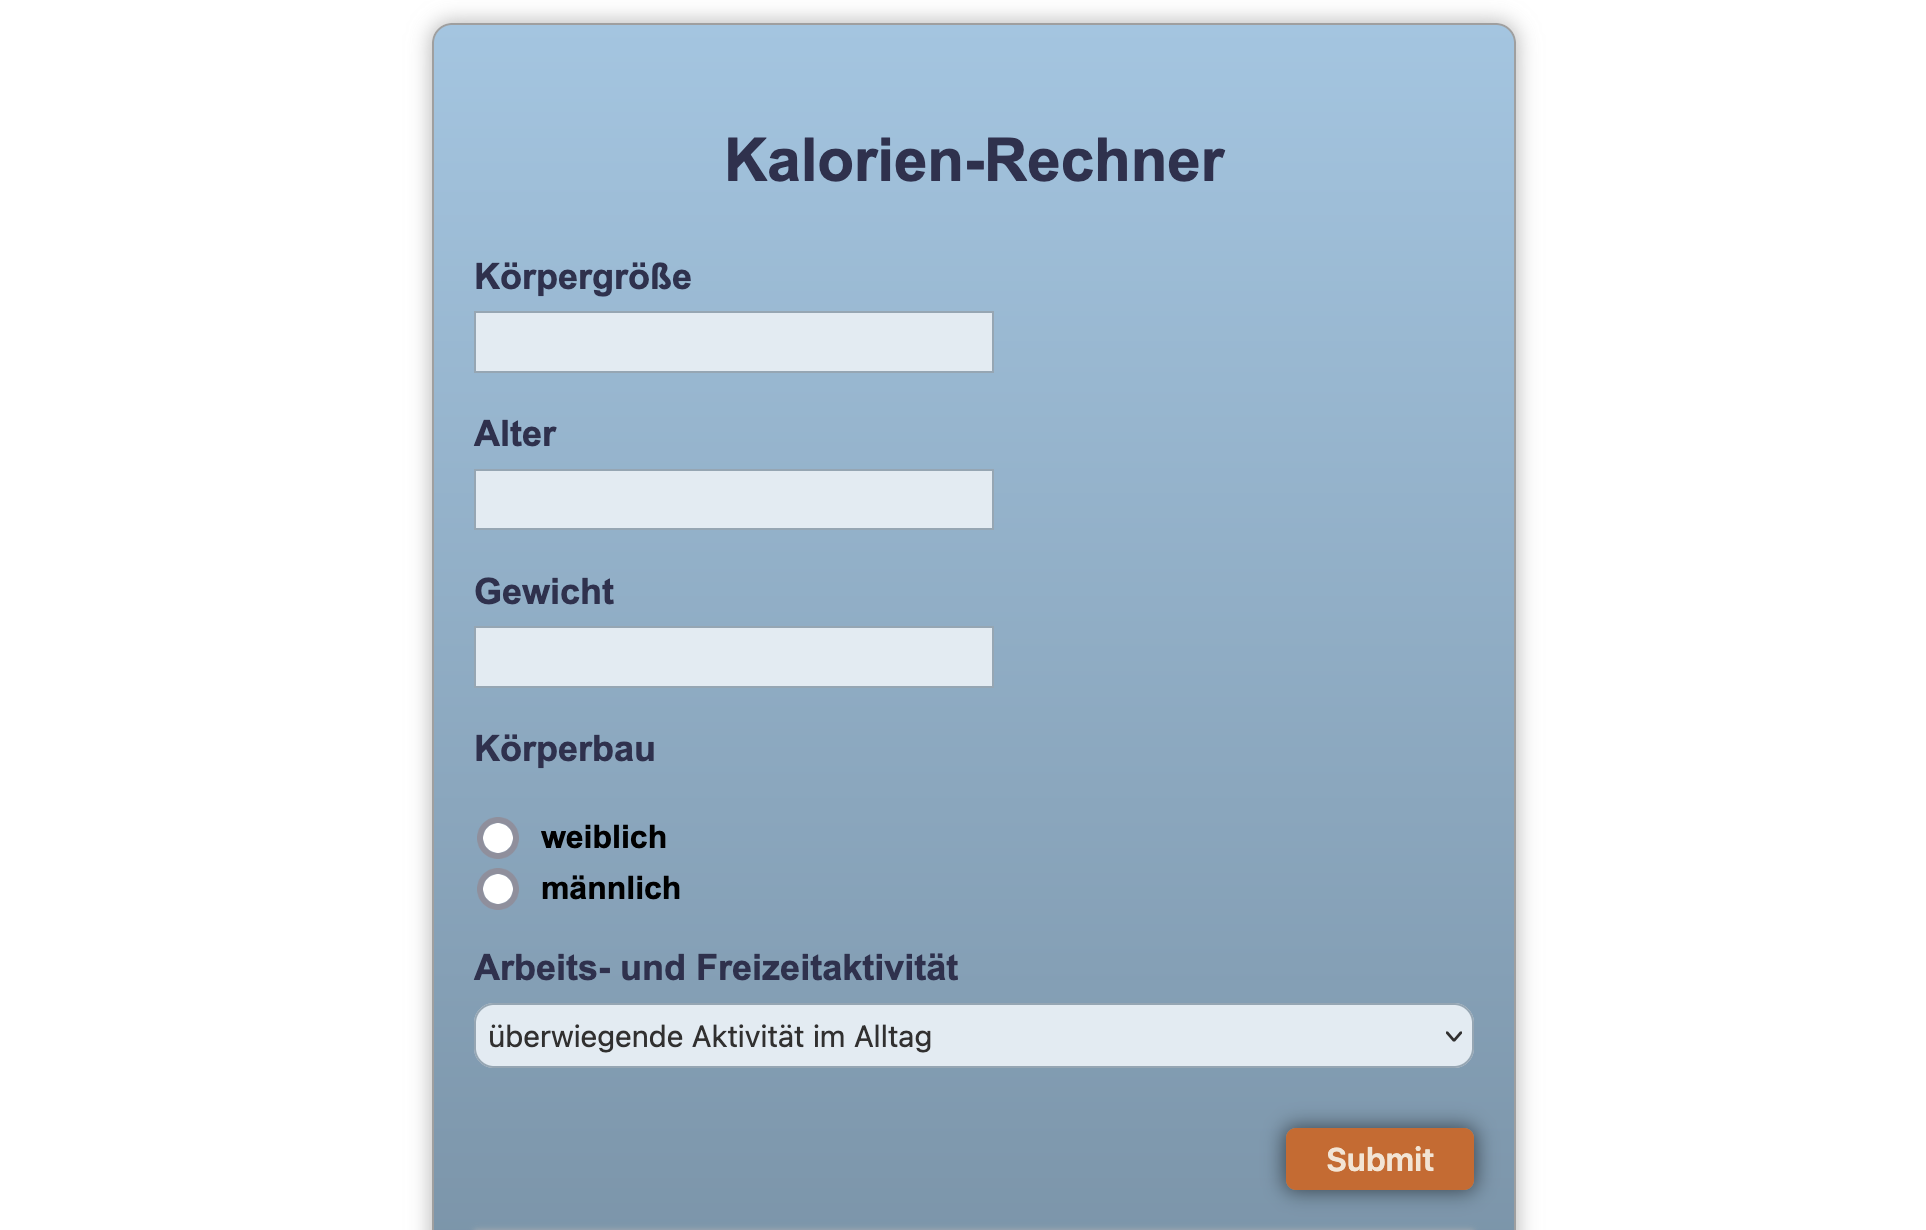 Kalorien-Rechner
Körpergröße
Alter
Gewicht
Körperbau
weiblich
männlich
Arbeits- und Freizeitaktivität
überwiegende Aktivität im Alltag
Submit